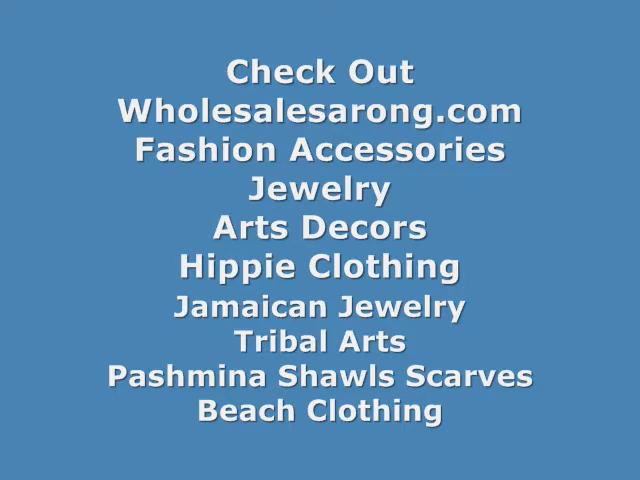 Check Out
Wholesalesarong.com
Fashion Accessories
Jewelry
Arts Decors
Hippie Clothing
Jamaican Jewelry
Tribal Arts
Pashmina Shawls Scarves
Beach Clothing